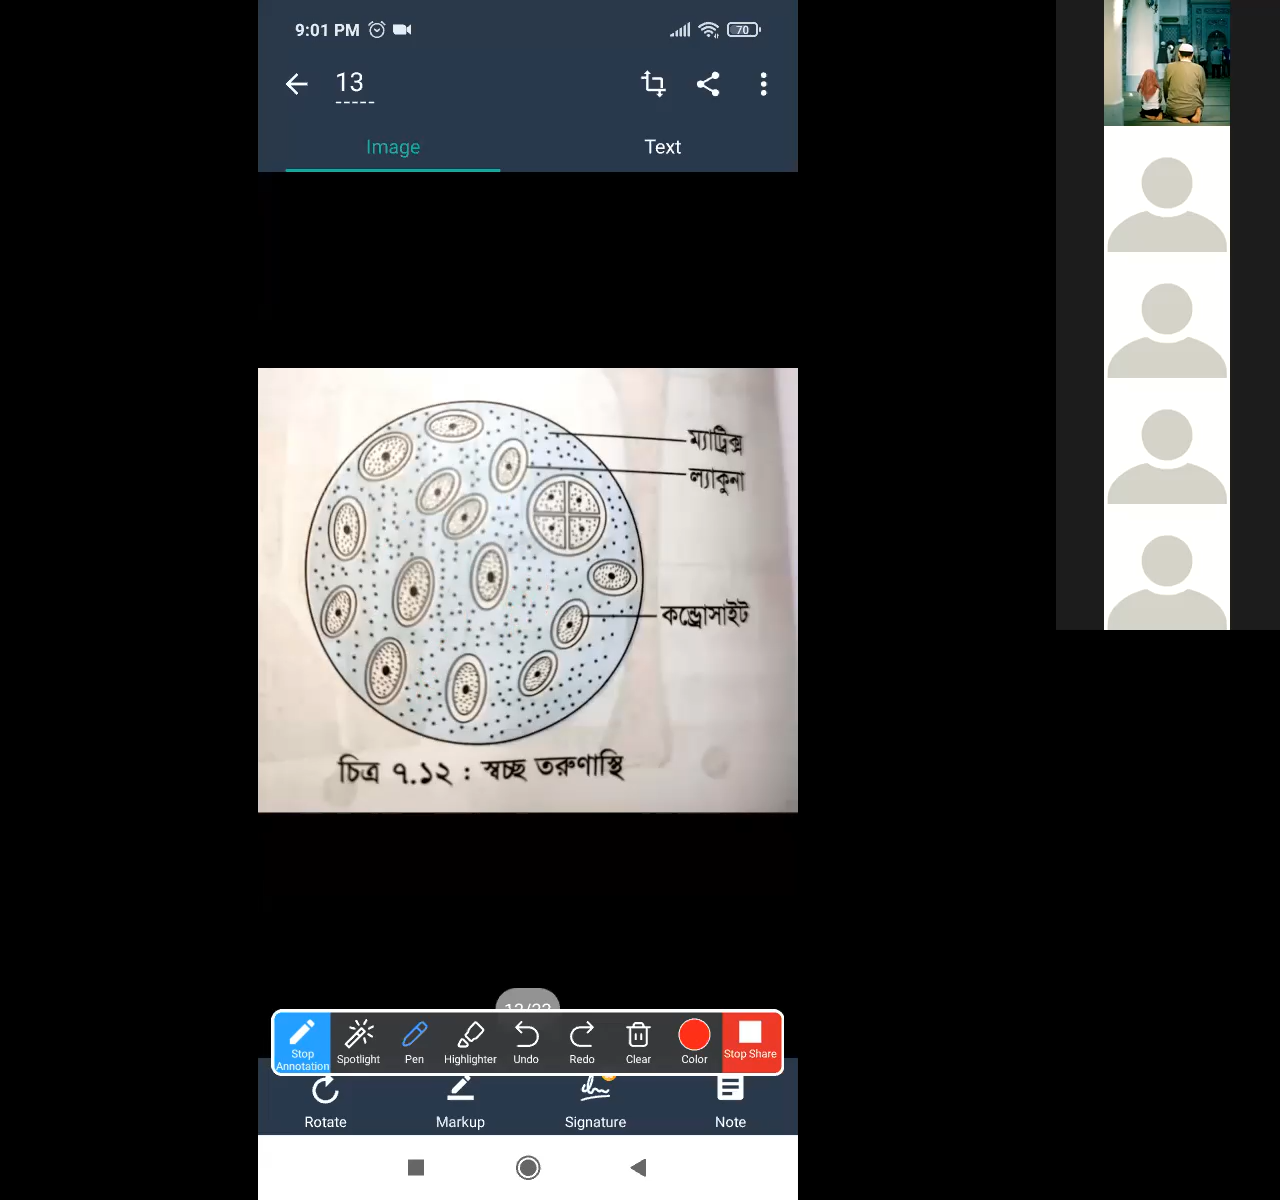 9:01 PM
70
13
Image
Text
ম্যাট্রিক্স
ল্যাকুনা
কন্ড্রোসাইট
চিত্র ৭.১২ : স্বচ্ছ তরুণাস্থি
Stop Annotation
Spotlight
Pen
Highlighter
Undo
Redo
Clear
Color
Stop Share
Rotate
Markup
Signature
Note